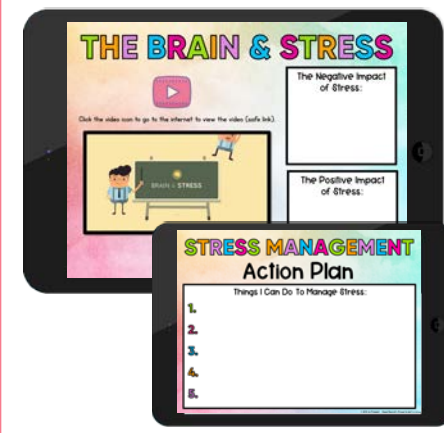 THE BRAIN & STRESS
The Negative Impact
of Stress:
Click the video icon to go to the internet to view the video (safe link).
BRAIN & STRESS
The Positive Impact
of Stress:
STRESS MANAGEMENT
Action Plan
Things I Can Do To Manage Stress:
1.
2.
3.
4.
5.